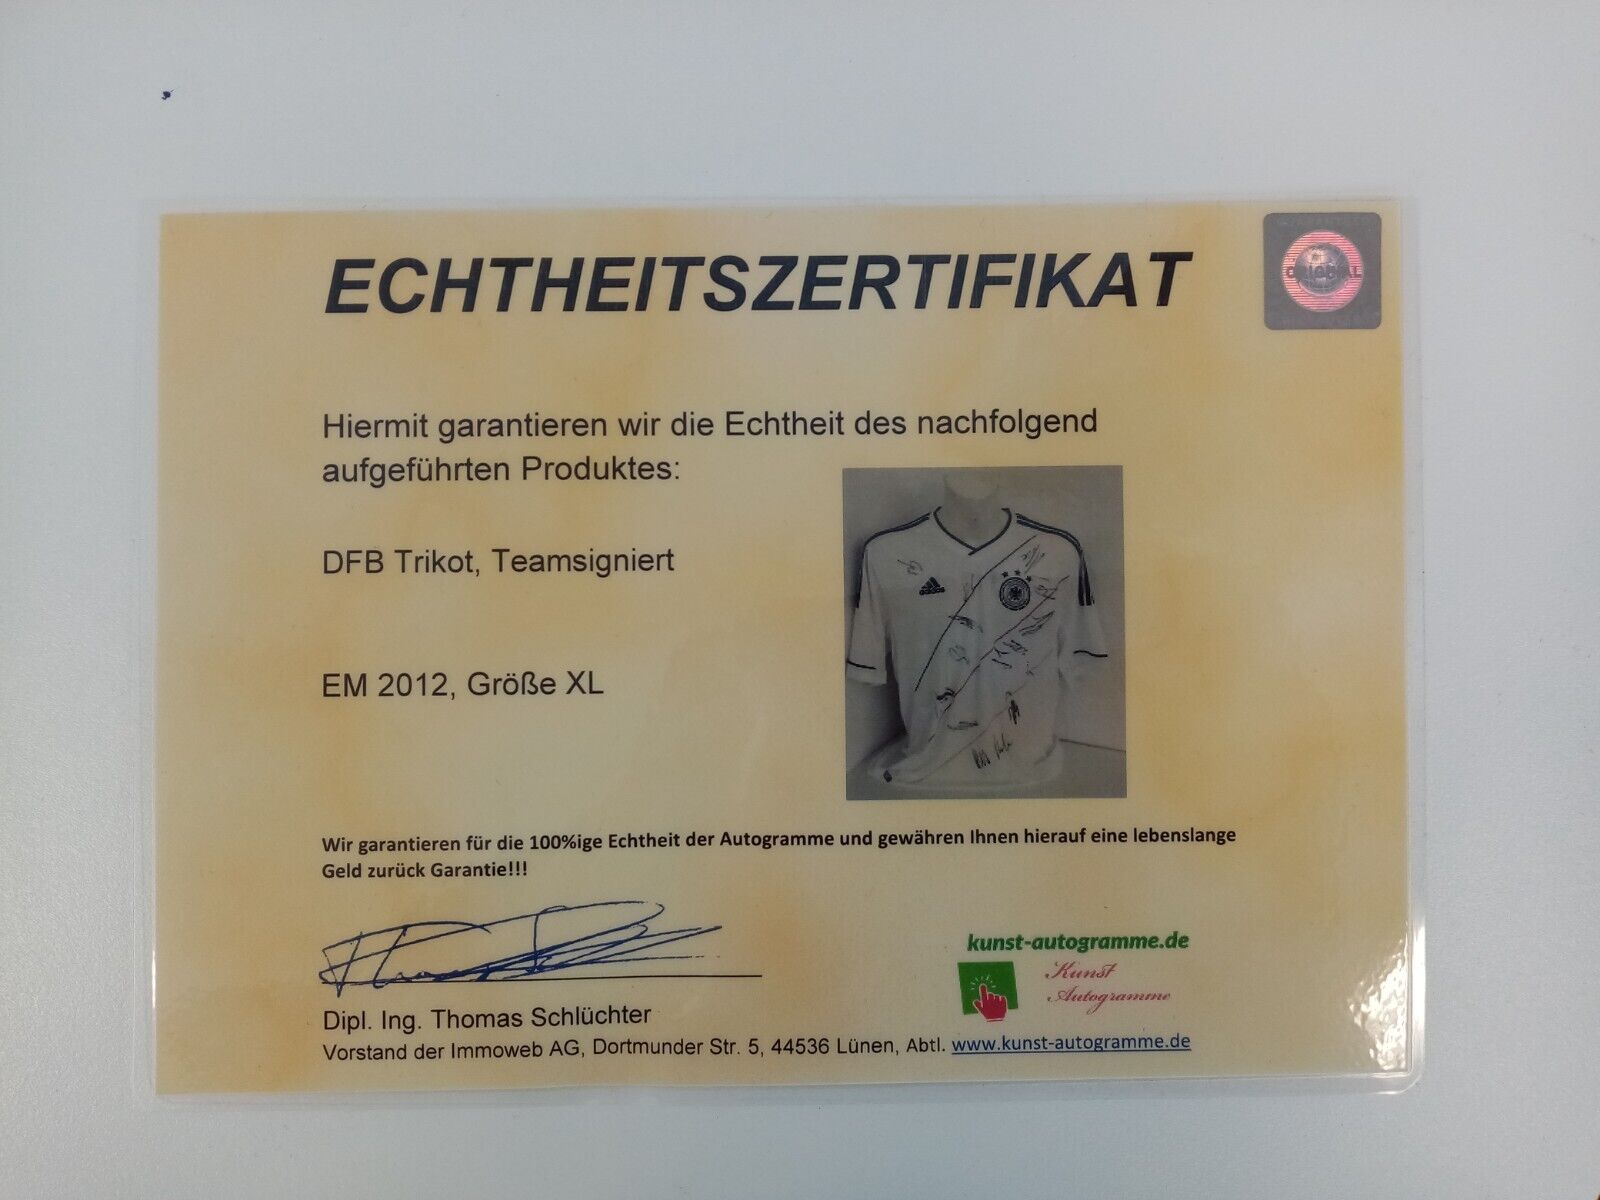 ECHTHEITSZERTIFIKAT
ORIGINAL
Hiermit garantieren wir die Echtheit des nachfolgend
aufgeführten Produktes:
DFB Trikot, Teamsigniert
adidas
EM 2012, Größe XL
Wir garantieren für die 100%ige Echtheit der Autogramme und gewähren Ihnen hierauf eine lebenslange
Geld zurück Garantie!!!
kunst-autogramme.de
Kunst
Autogramme
Dipl. Ing. Thomas Schlüchter
Vorstand der Immoweb AG, Dortmunder Str. 5, 44536 Lünen, Abtl. www.kunst-autogramme.de